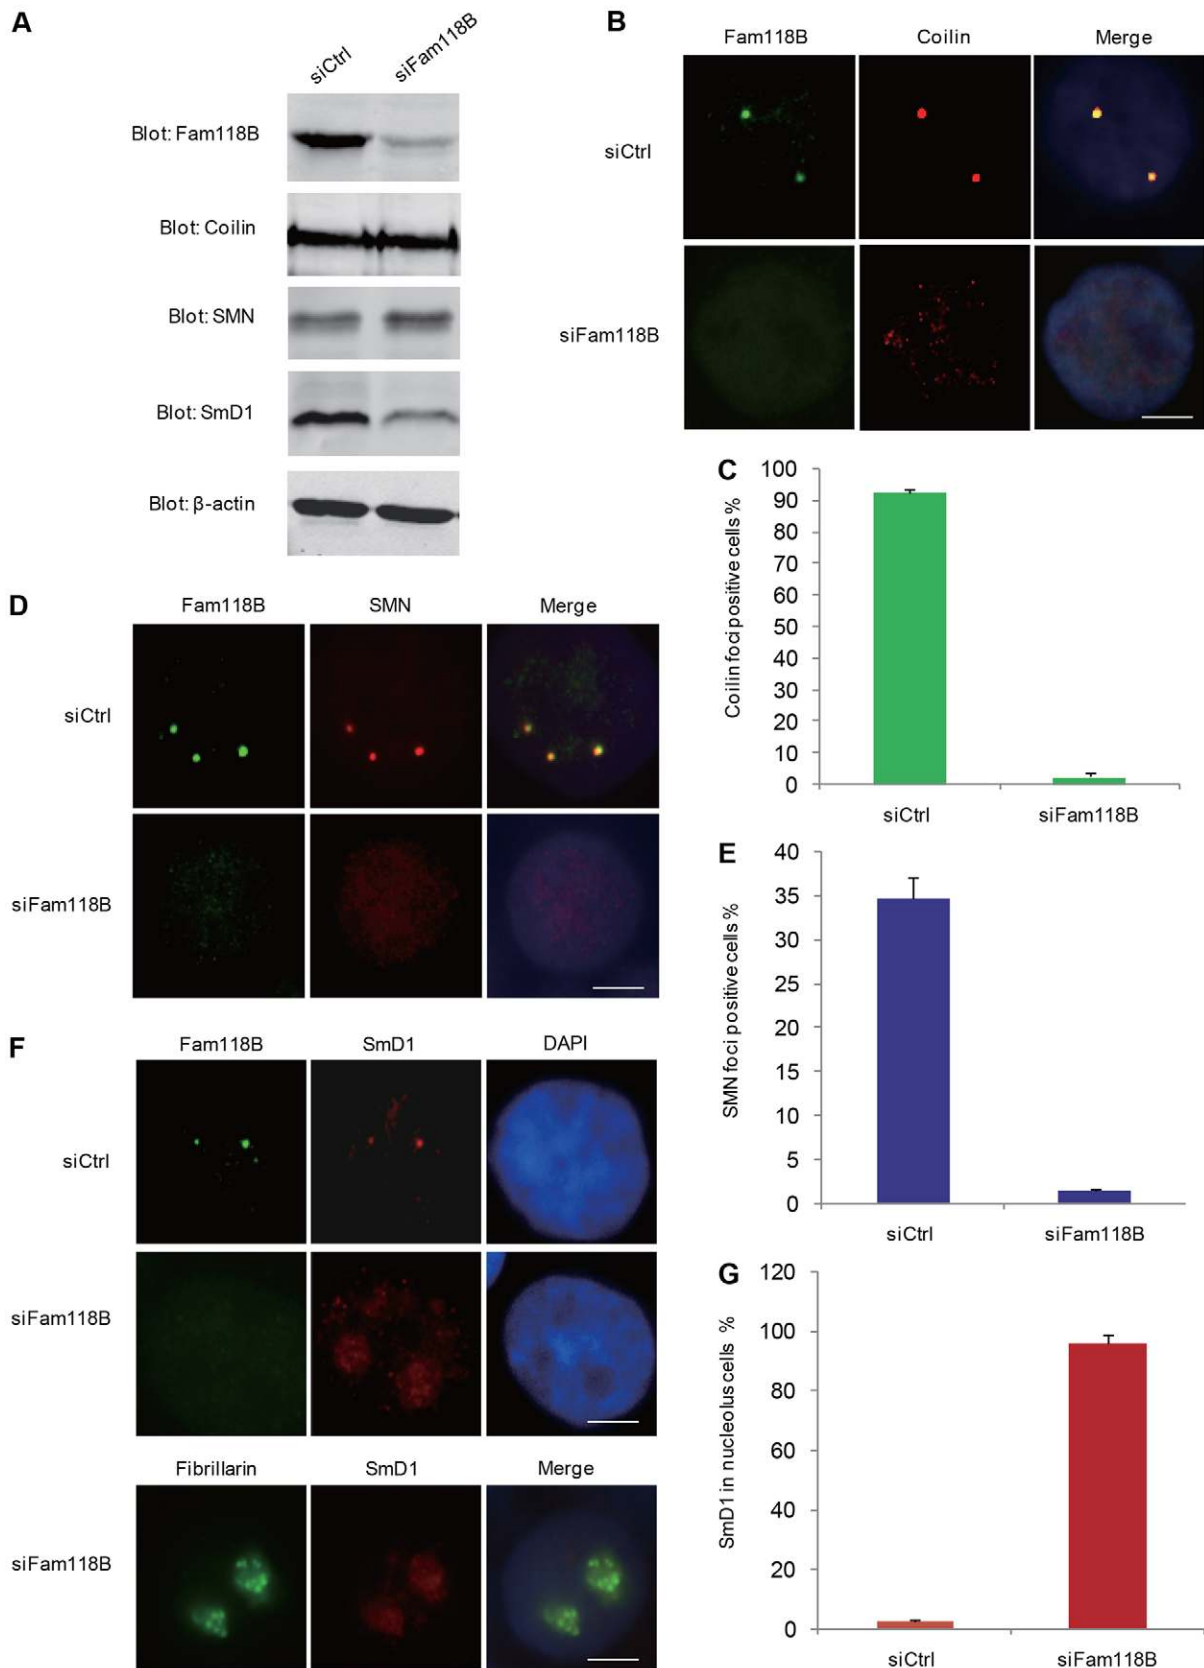 A
siCtrl siFam118B
Blot: Fam118B
Blot: Coilin
Blot: SMN
Blot: SmD1
Blot: β-actin
B
Fam118B Coilin Merge
siCtrl
siFam118B
C
Coilin foci positive cells %
100
90
80
70
60
50
40
30
20
10
0
siCtrl siFam118B
D
Fam118B SMN Merge
siCtrl
siFam118B
E
SMN foci positive cells %
40
35
30
25
20
15
10
5
0
siCtrl siFam118B
F
Fam118B SmD1 DAPI
siCtrl
siFam118B
Fibrillarin SmD1 Merge
siFam118B
G
SmD1 in nucleolus cells %
120
100
80
60
40
20
0
siCtrl siFam118B